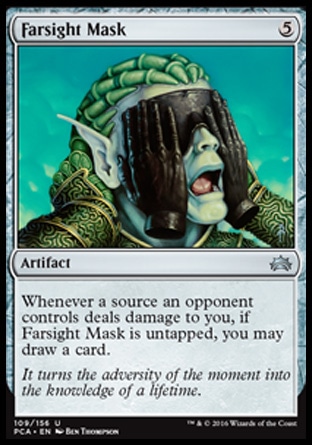 Farsight Mask 5
Artifact
Whenever a source an opponent
controls deals damage to you, if
Farsight Mask is untapped, you may
draw a card.
It turns the adversity of the moment into
the knowledge of a lifetime.
109/156 U
PCA • EN Ben Thompson
™ & © 2016 Wizards of the Coast